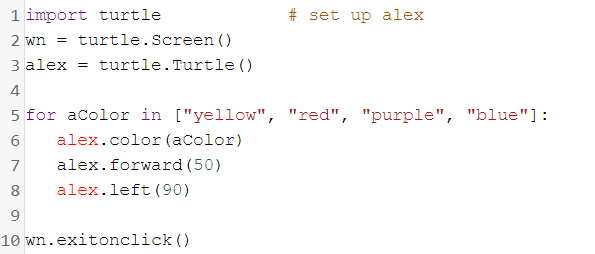 1 import turtle             # set up alex
2 wn = turtle.Screen()
3 alex = turtle.Turtle()
4
5 for aColor in ["yellow", "red", "purple", "blue"]:
6    alex.color(aColor)
7    alex.forward(50)
8    alex.left(90)
9
10 wn.exitonclick()